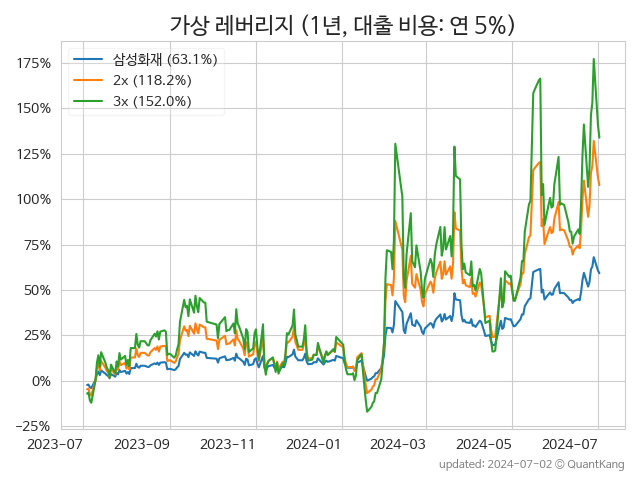 가상 레버리지 (1년, 대출 비용: 연 5%)
삼성화재 (63.1%)
2x (118.2%)
3x (152.0%)
175%
150%
125%
100%
75%
50%
25%
0%
−25%
2023-07 2023-09 2023-11 2024-01 2024-03 2024-05 2024-07
updated: 2024-07-02 © QuantKang